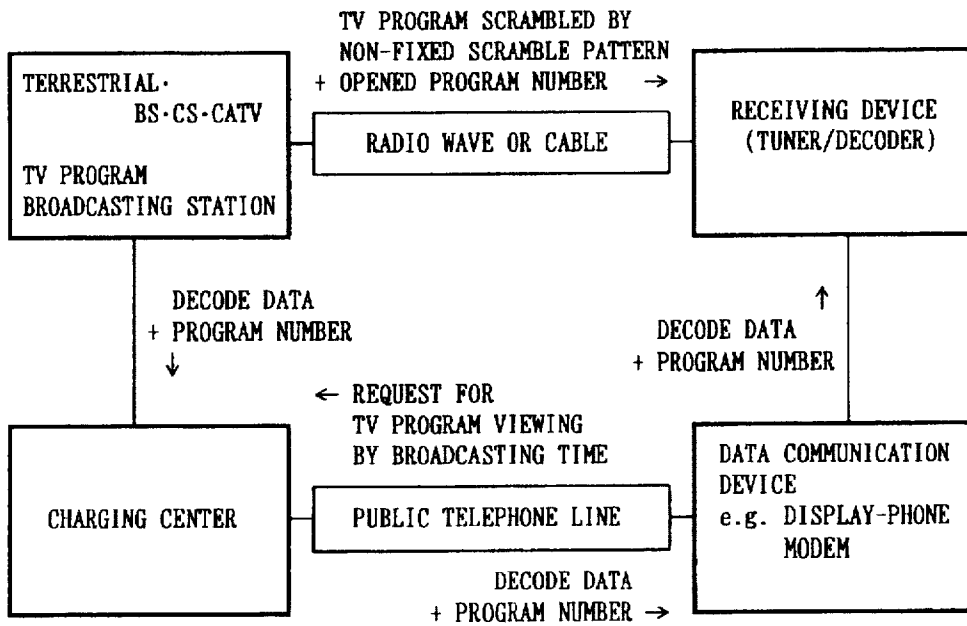 TV PROGRAM SCRAMBLED BY
NON-FIXED SCRAMBLE PATTERN
+ OPENED PROGRAM NUMBER →
TERRESTRIAL·
BS·CS·CATV
TV PROGRAM
BROADCASTING STATION
RADIO WAVE OR CABLE
RECEIVING DEVICE
(TUNER/DECODER)
DECODE DATA
+ PROGRAM NUMBER
↓
↑
DECODE DATA
+ PROGRAM NUMBER
← REQUEST FOR
TV PROGRAM VIEWING
BY BROADCASTING TIME
CHARGING CENTER
PUBLIC TELEPHONE LINE
DATA COMMUNICATION
DEVICE
e.g. DISPLAY-PHONE
MODEM
DECODE DATA
+ PROGRAM NUMBER →